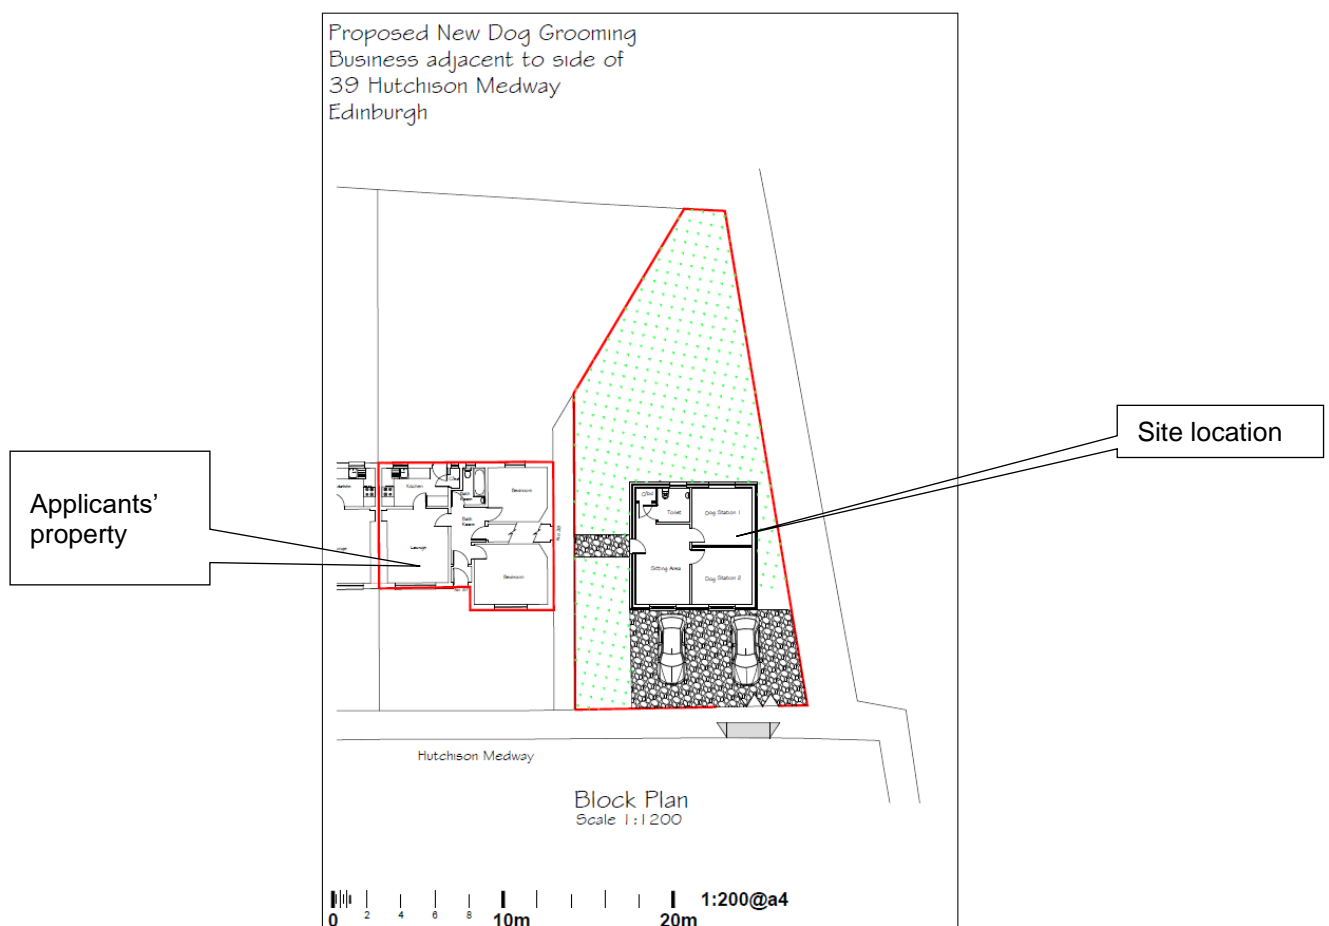 Proposed New Dog Grooming
Business adjacent to side of
39 Hutchison Medway
Edinburgh
Site location
Applicants’
property
Kitchen
Bedroom
Toilet
Dog Station 1
Lounge
Sitting Area
Dog Station 2
Bedroom
Hutchison Medway
Block Plan
Scale 1:1200
1:200@a4
0 2 4 6 8 10m 20m